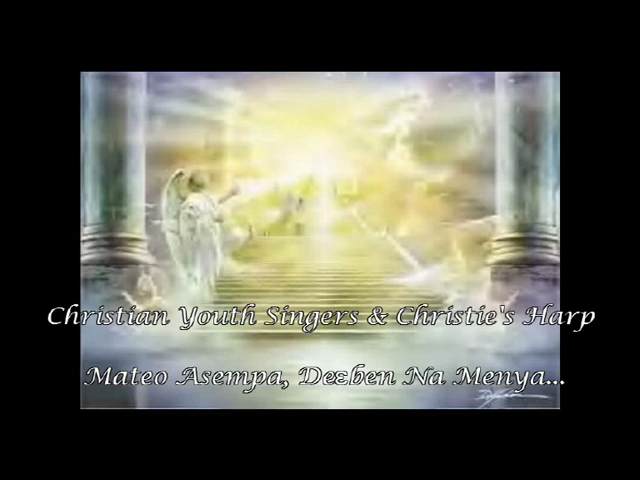 Christian Youth Singers & Christie's Harp
Mateo Asempa, Deɛben Na Menya...